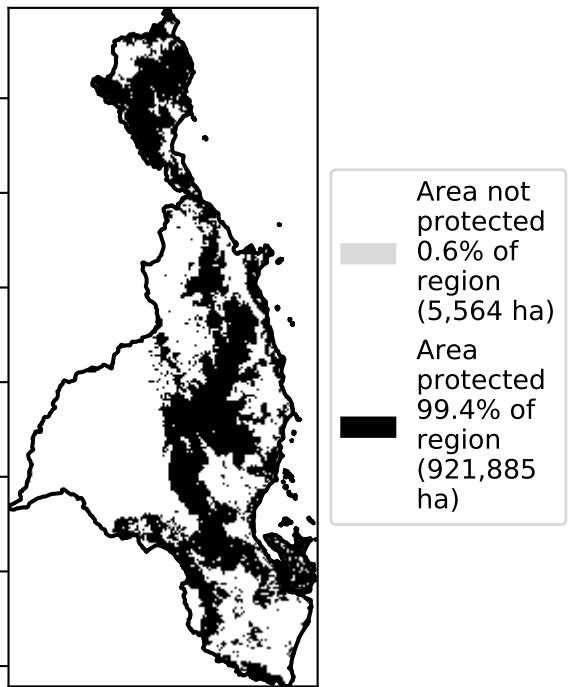 Area not
protected
0.6% of
region
(5,564 ha)
Area
protected
99.4% of
region
(921,885
ha)